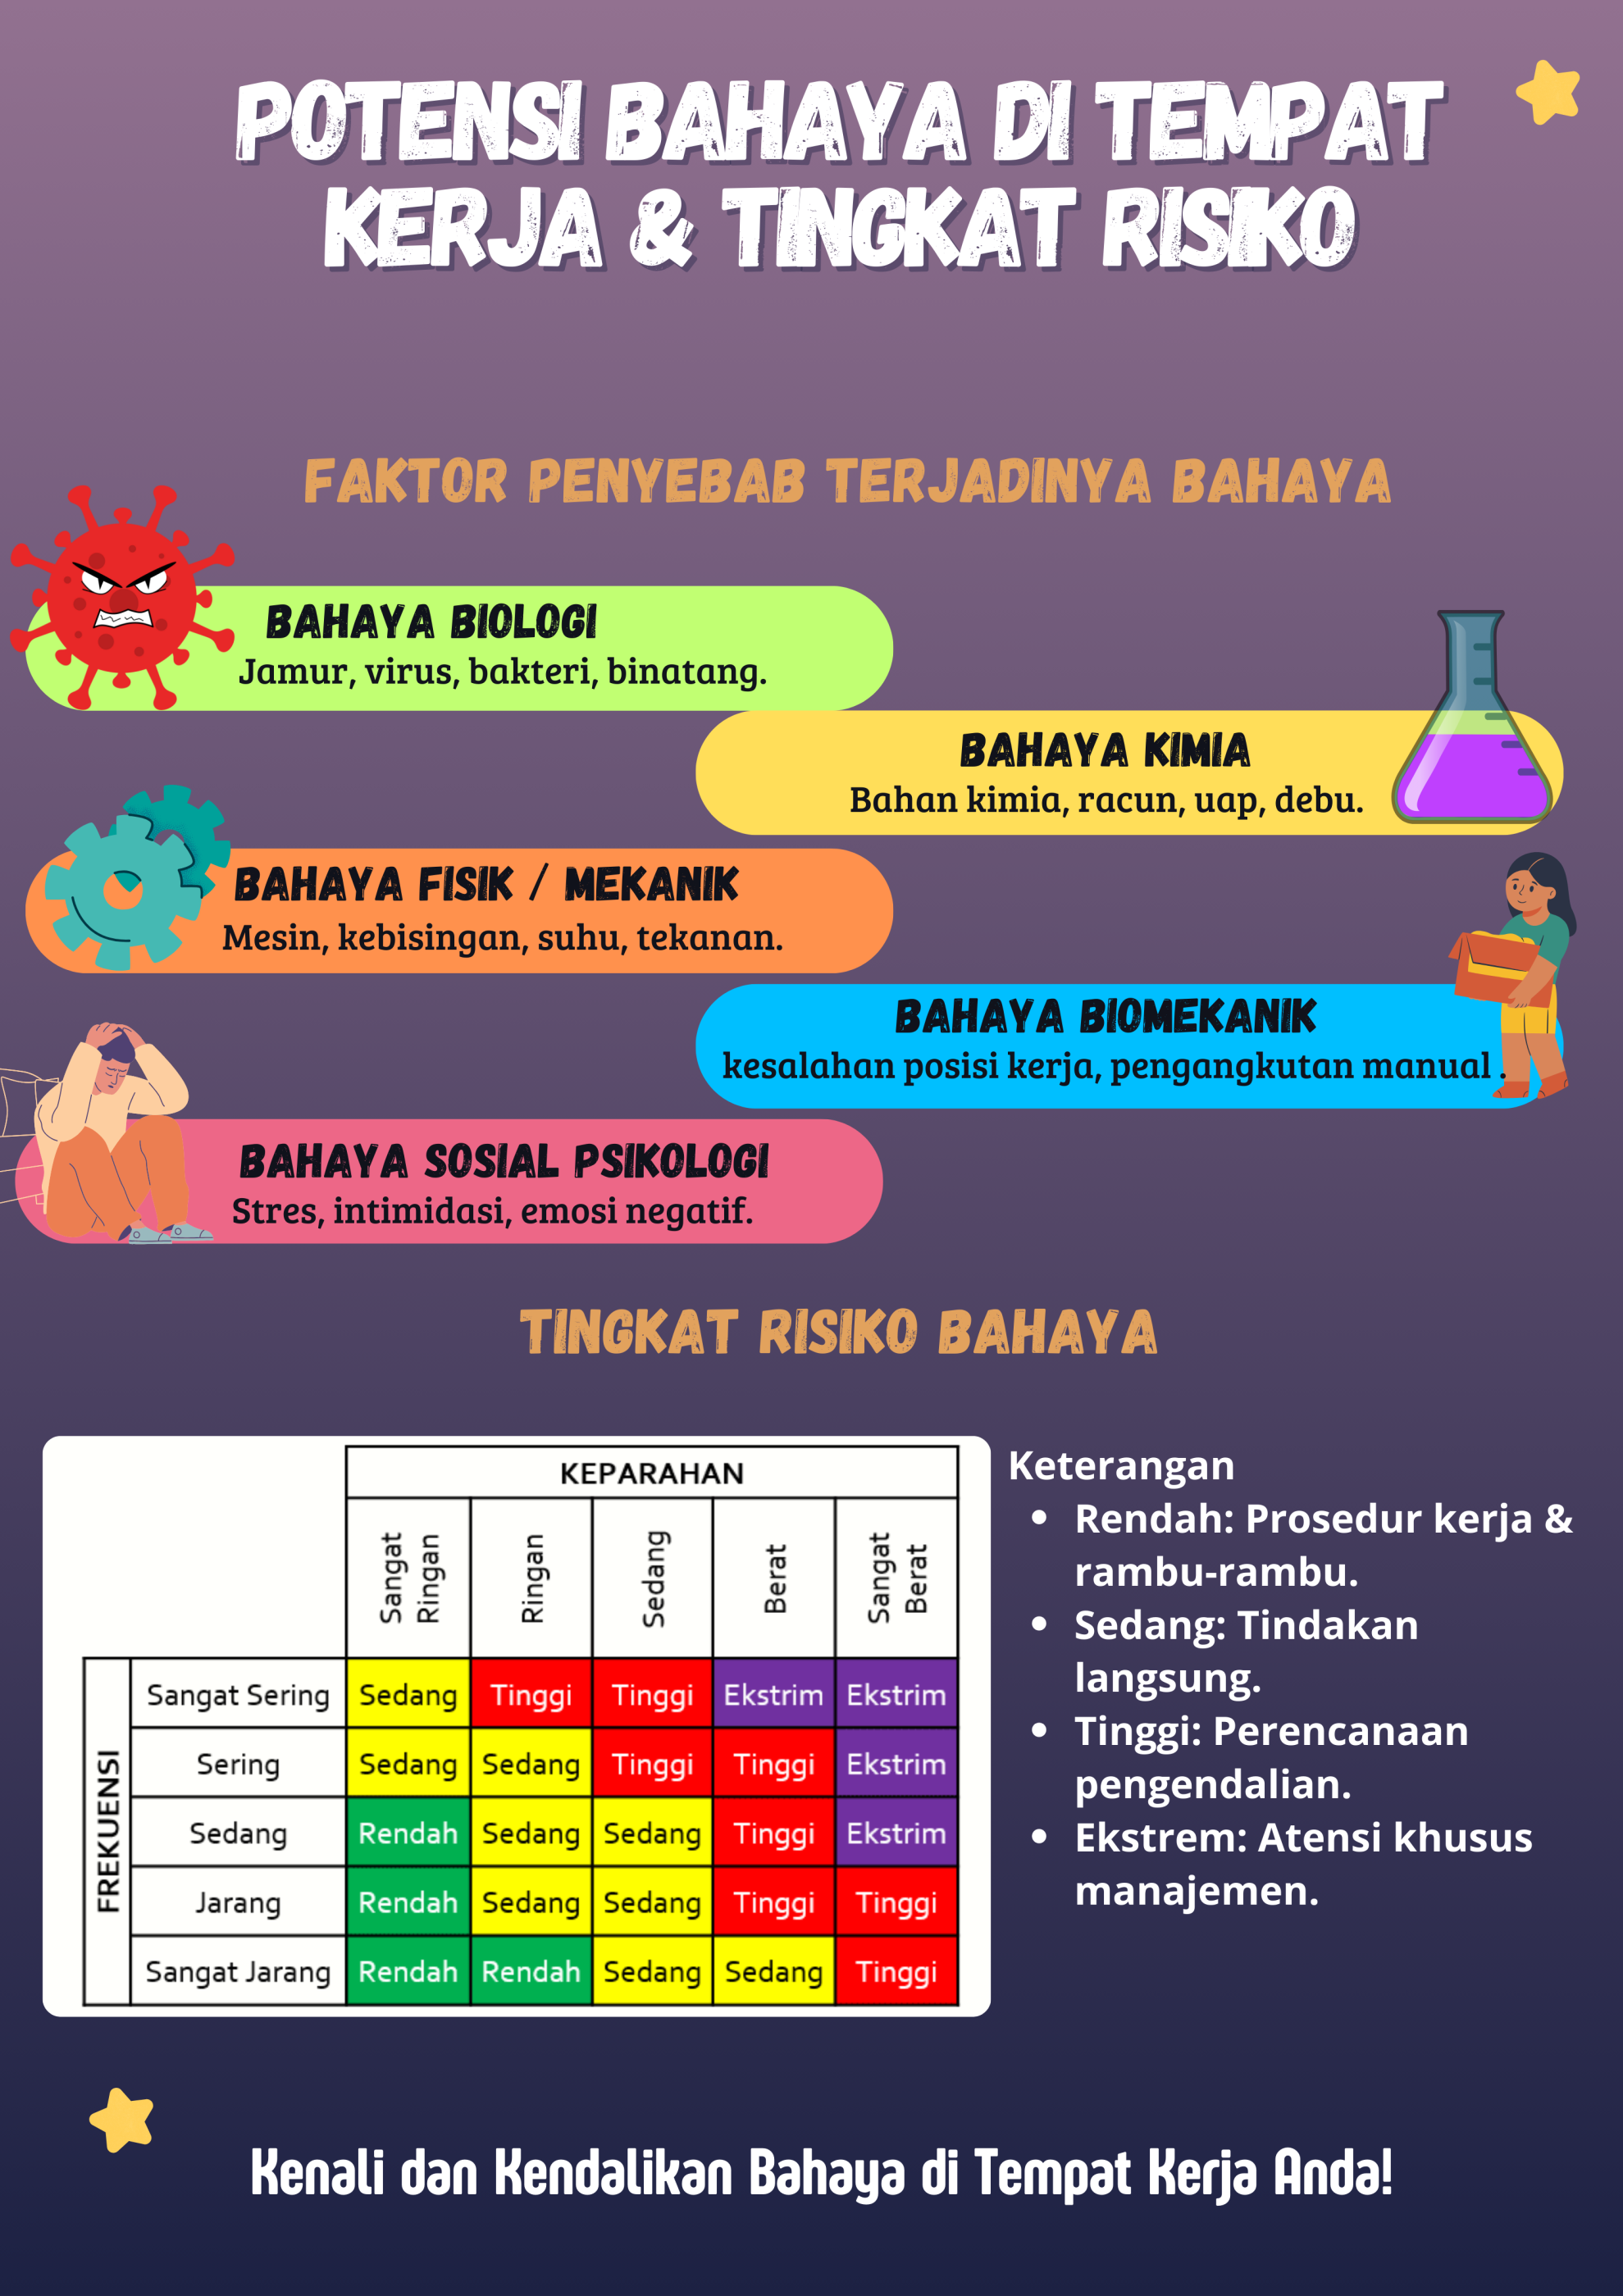 POTENSI BAHAYA DI TEMPAT
KERJA & TINGKAT RISIKO
FAKTOR PENYEBAB TERJADINYA BAHAYA
BAHAYA BIOLOGI
Jamur, virus, bakteri, binatang.
BAHAYA KIMIA
Bahan kimia, racun, uap, debu.
BAHAYA FISIK / MEKANIK
Mesin, kebisingan, suhu, tekanan.
BAHAYA BIOMEKANIK
kesalahan posisi kerja, pengangkutan manual .
BAHAYA SOSIAL PSIKOLOGI
Stres, intimidasi, emosi negatif.
TINGKAT RISIKO BAHAYA
KEPARAHAN
Sangat Ringan Ringan Sedang Berat Sangat Berat
FREKUENSI
Sangat Sering Sedang Tinggi Tinggi Ekstrim Ekstrim
Sering Sedang Sedang Tinggi Tinggi Ekstrim
Sedang Rendah Sedang Sedang Tinggi Ekstrim
Jarang Rendah Sedang Sedang Tinggi Tinggi
Sangat Jarang Rendah Rendah Sedang Sedang Tinggi
Keterangan
• Rendah: Prosedur kerja &
rambu-rambu.
• Sedang: Tindakan
langsung.
• Tinggi: Perencanaan
pengendalian.
• Ekstrem: Atensi khusus
manajemen.
Kenali dan Kendalikan Bahaya di Tempat Kerja Anda!